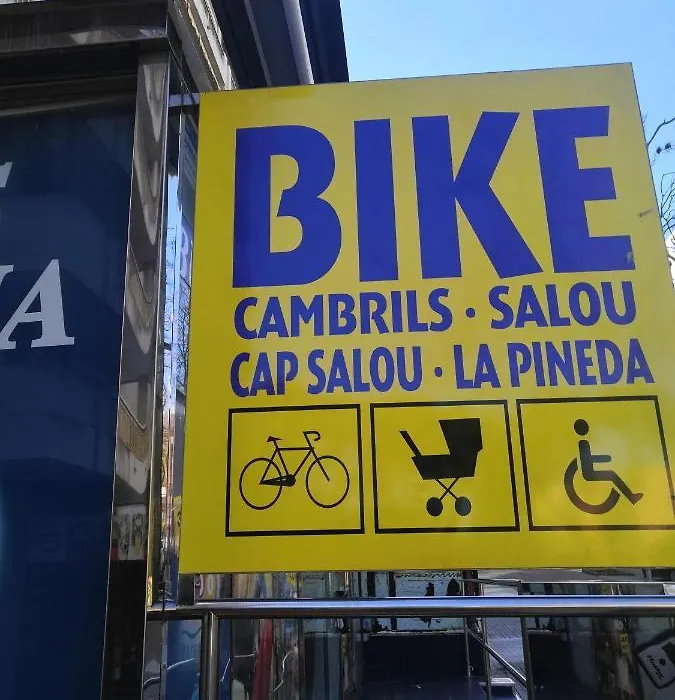 BIKE
CAMBRILS · SALOU
CAP SALOU · LA PINEDA